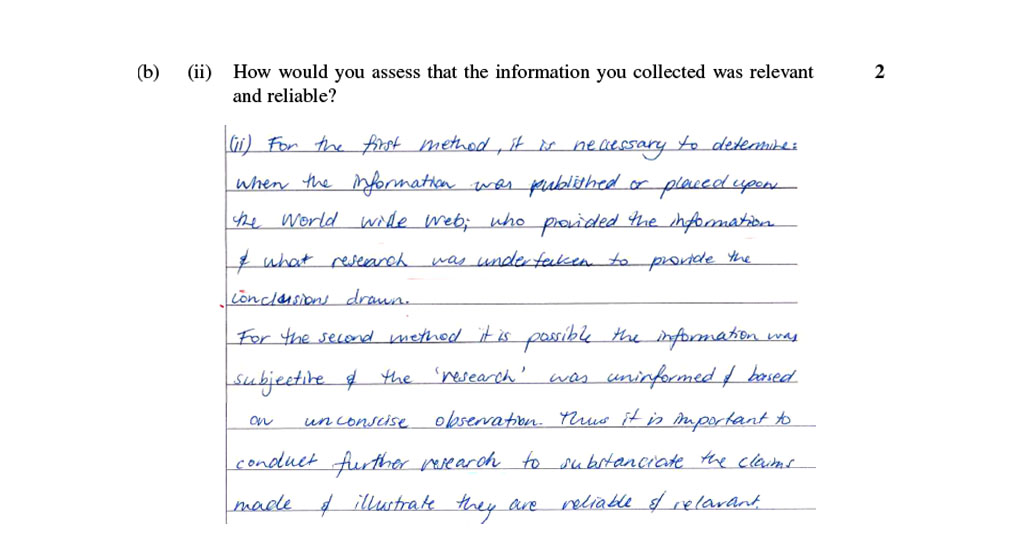 (b) (ii) How would you assess that the information you collected was relevant 2
and reliable?
(ii) For the first method, it is necessary to determine:
when the information was published or placed upon
the World wide web; who provided the information
& what research was undertaken to provide the
conclusions drawn.
For the second method it is possible the information was
subjective & the 'research' was uninformed & based
on unconscise observation. Thus it is important to
conduct further research to substanciate the claims
made & illustrate they are reliable & relavant.